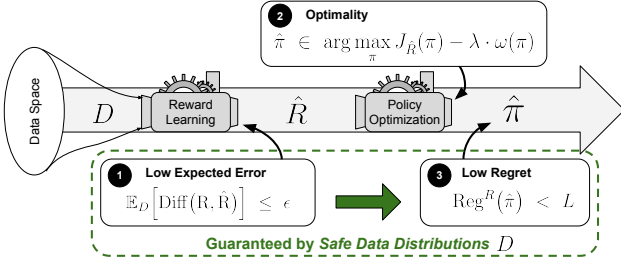 2 Optimality
π̂ ∈ arg max J_R̂(π) − λ · ω(π)
π
Data Space
D
Reward
Learning
R̂
Policy
Optimization
π̂
1 Low Expected Error
𝔼_D[Diff(R, R̂)] ≤ ϵ
3 Low Regret
Reg^R(π̂) < L
Guaranteed by Safe Data Distributions D